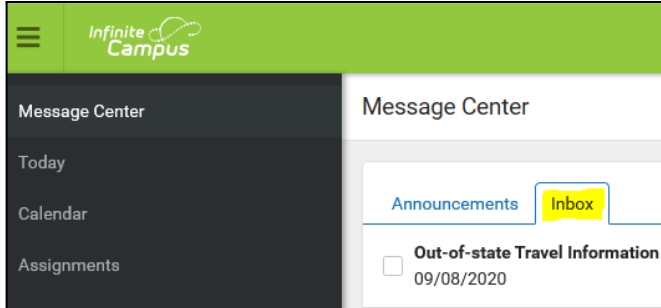 Infinite
Campus
Message Center
Message Center
Today
Calendar
Assignments
Announcements Inbox
Out-of-state Travel Information
09/08/2020